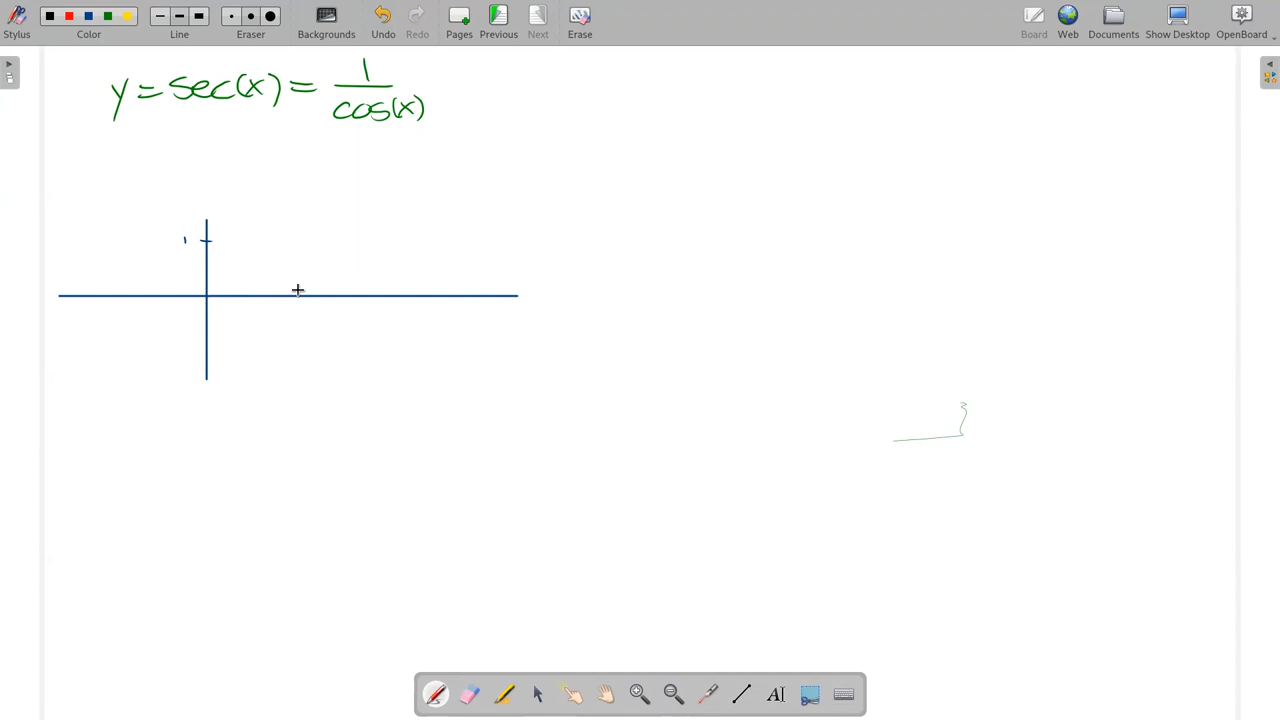 Stylus Color Line Eraser Backgrounds Undo Redo Pages Previous Next Erase Board Web Documents Show Desktop OpenBoard
y = sec(x) = 1/cos(x)
1